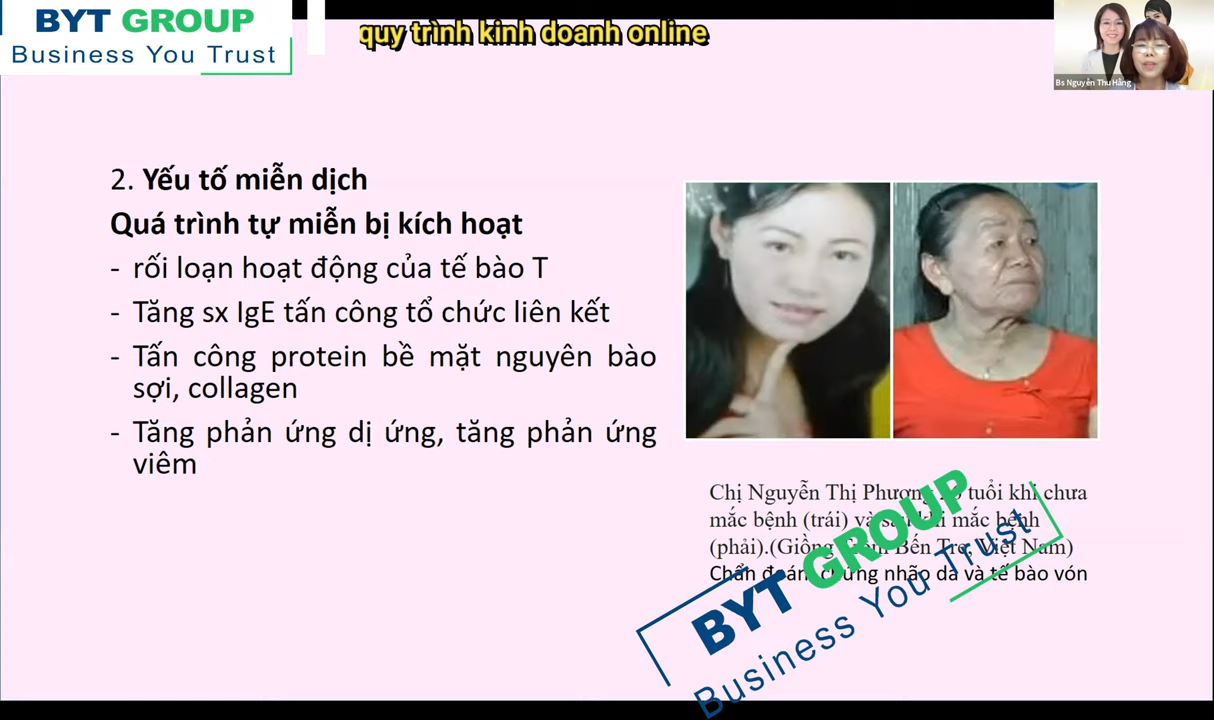 BYT GROUP
Business You Trust
quy trình kinh doanh online
Bs Nguyễn Thu Hằng
2. Yếu tố miễn dịch
Quá trình tự miễn bị kích hoạt
- rối loạn hoạt động của tế bào T
- Tăng sx IgE tấn công tổ chức liên kết
- Tấn công protein bề mặt nguyên bào
sợi, collagen
- Tăng phản ứng dị ứng, tăng phản ứng
viêm
Chị Nguyễn Thị Phượng tuổi khi chưa
mắc bệnh (trái) và sau khi mắc bệnh
(phải).(Giồng Trôm Bến Tre, Việt Nam)
Chẩn đoán chứng nhão da và tế bào vón
BYT GROUP
Business You Trust